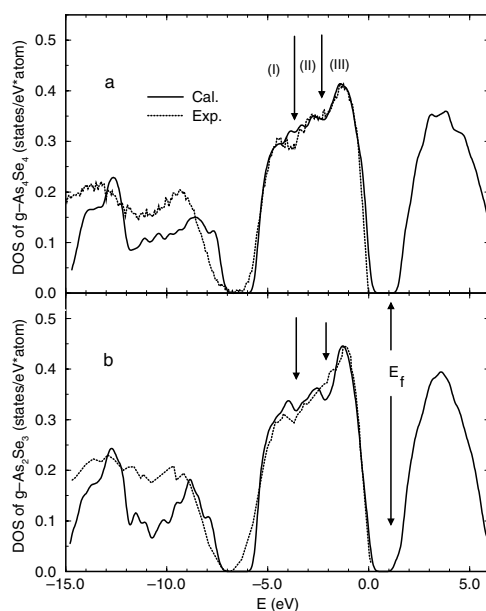 0.5
0.4
0.3
0.2
0.1
0.0
DOS of g–As4Se4 (states/eV*atom)
a
(I) (II) (III)
Cal.
Exp.
0.5
0.4
0.3
0.2
0.1
0.0
DOS of g–As2Se3 (states/eV*atom)
b
Ef
−15.0 −10.0 −5.0 0.0 5.0
E (eV)